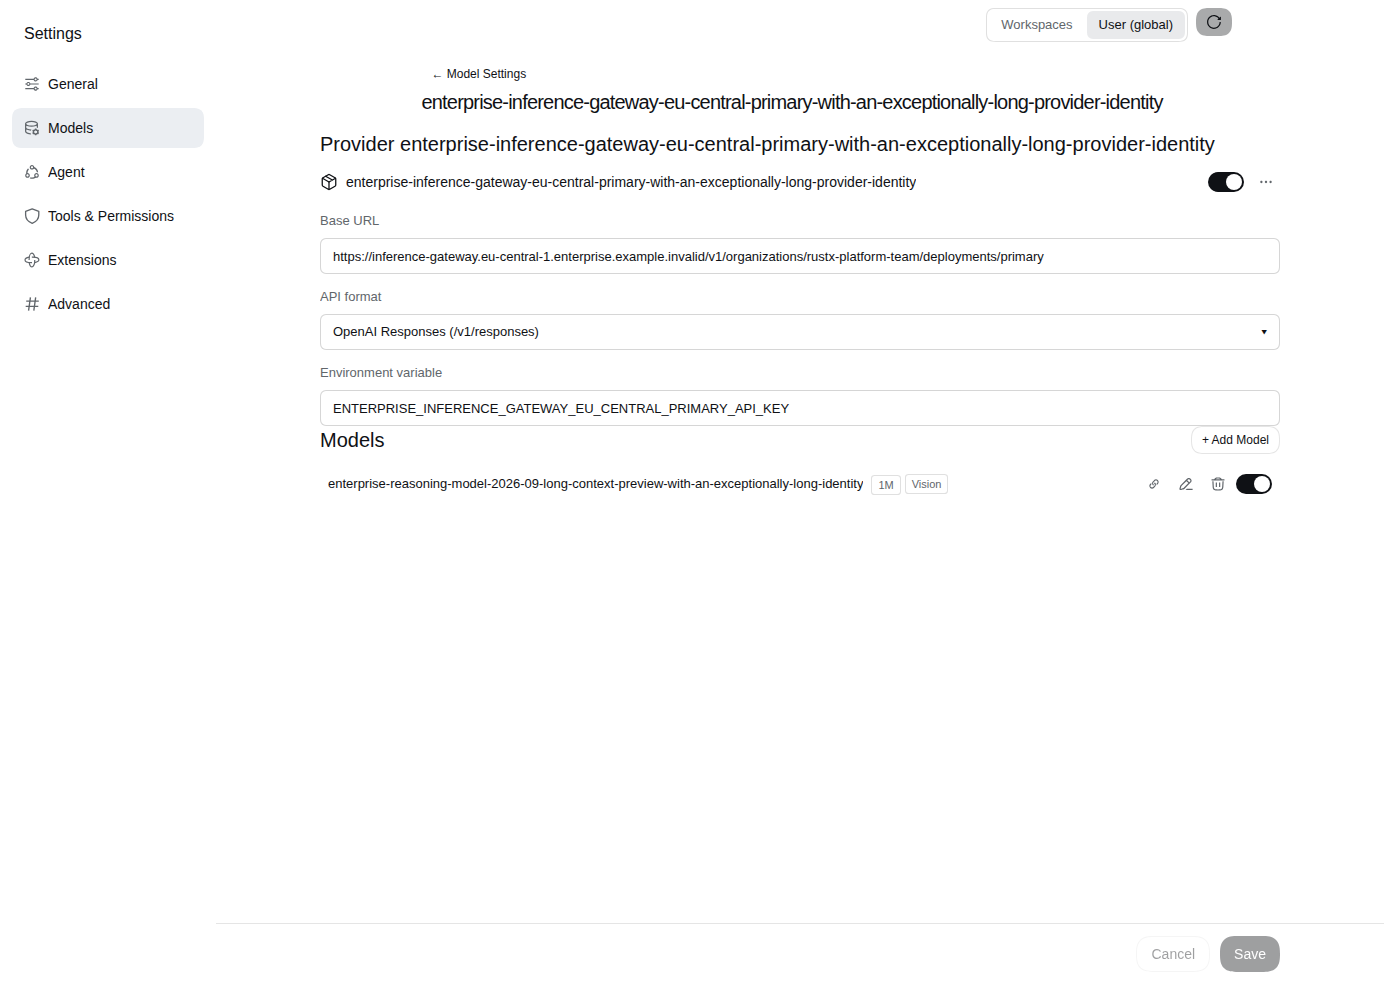 Settings
Workspaces
User (global)
General
Models
Agent
Tools & Permissions
Extensions
Advanced
← Model Settings
enterprise-inference-gateway-eu-central-primary-with-an-exceptionally-long-provider-identity
Provider enterprise-inference-gateway-eu-central-primary-with-an-exceptionally-long-provider-identity
enterprise-inference-gateway-eu-central-primary-with-an-exceptionally-long-provider-identity
Base URL
https://inference-gateway.eu-central-1.enterprise.example.invalid/v1/organizations/rustx-platform-team/deployments/primary
API format
OpenAI Responses (/v1/responses)
Environment variable
ENTERPRISE_INFERENCE_GATEWAY_EU_CENTRAL_PRIMARY_API_KEY
Models
+ Add Model
enterprise-reasoning-model-2026-09-long-context-preview-with-an-exceptionally-long-identity 1M Vision
Cancel
Save